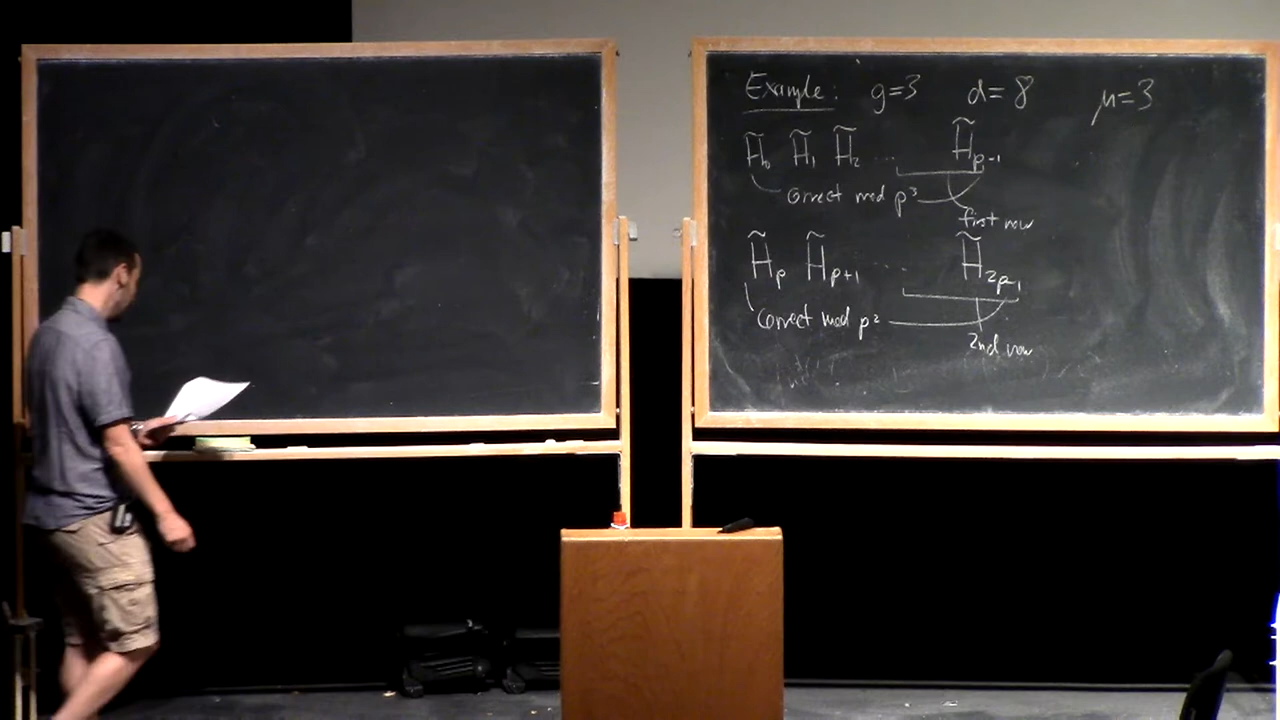 Example: g=3 d=8 μ=3
H̃₀ H̃₁ H̃₂ ... H̃ₚ₋₁
correct mod p³
first row
H̃ₚ H̃ₚ₊₁ ... H̃₂ₚ₋₁
correct mod p²
2nd row